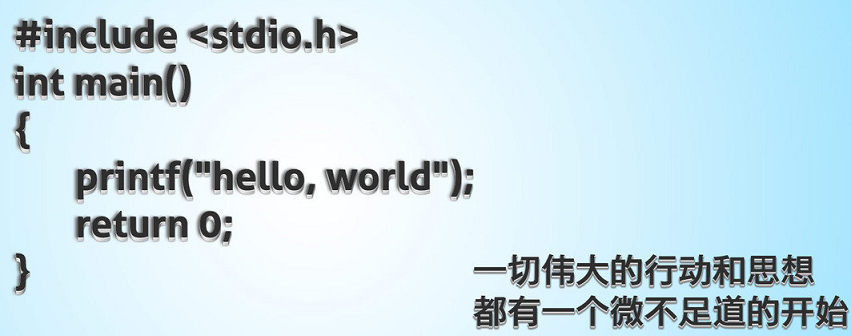 #include <stdio.h>
int main()
{
printf("hello, world");
return 0;
}
一切伟大的行动和思想
都有一个微不足道的开始